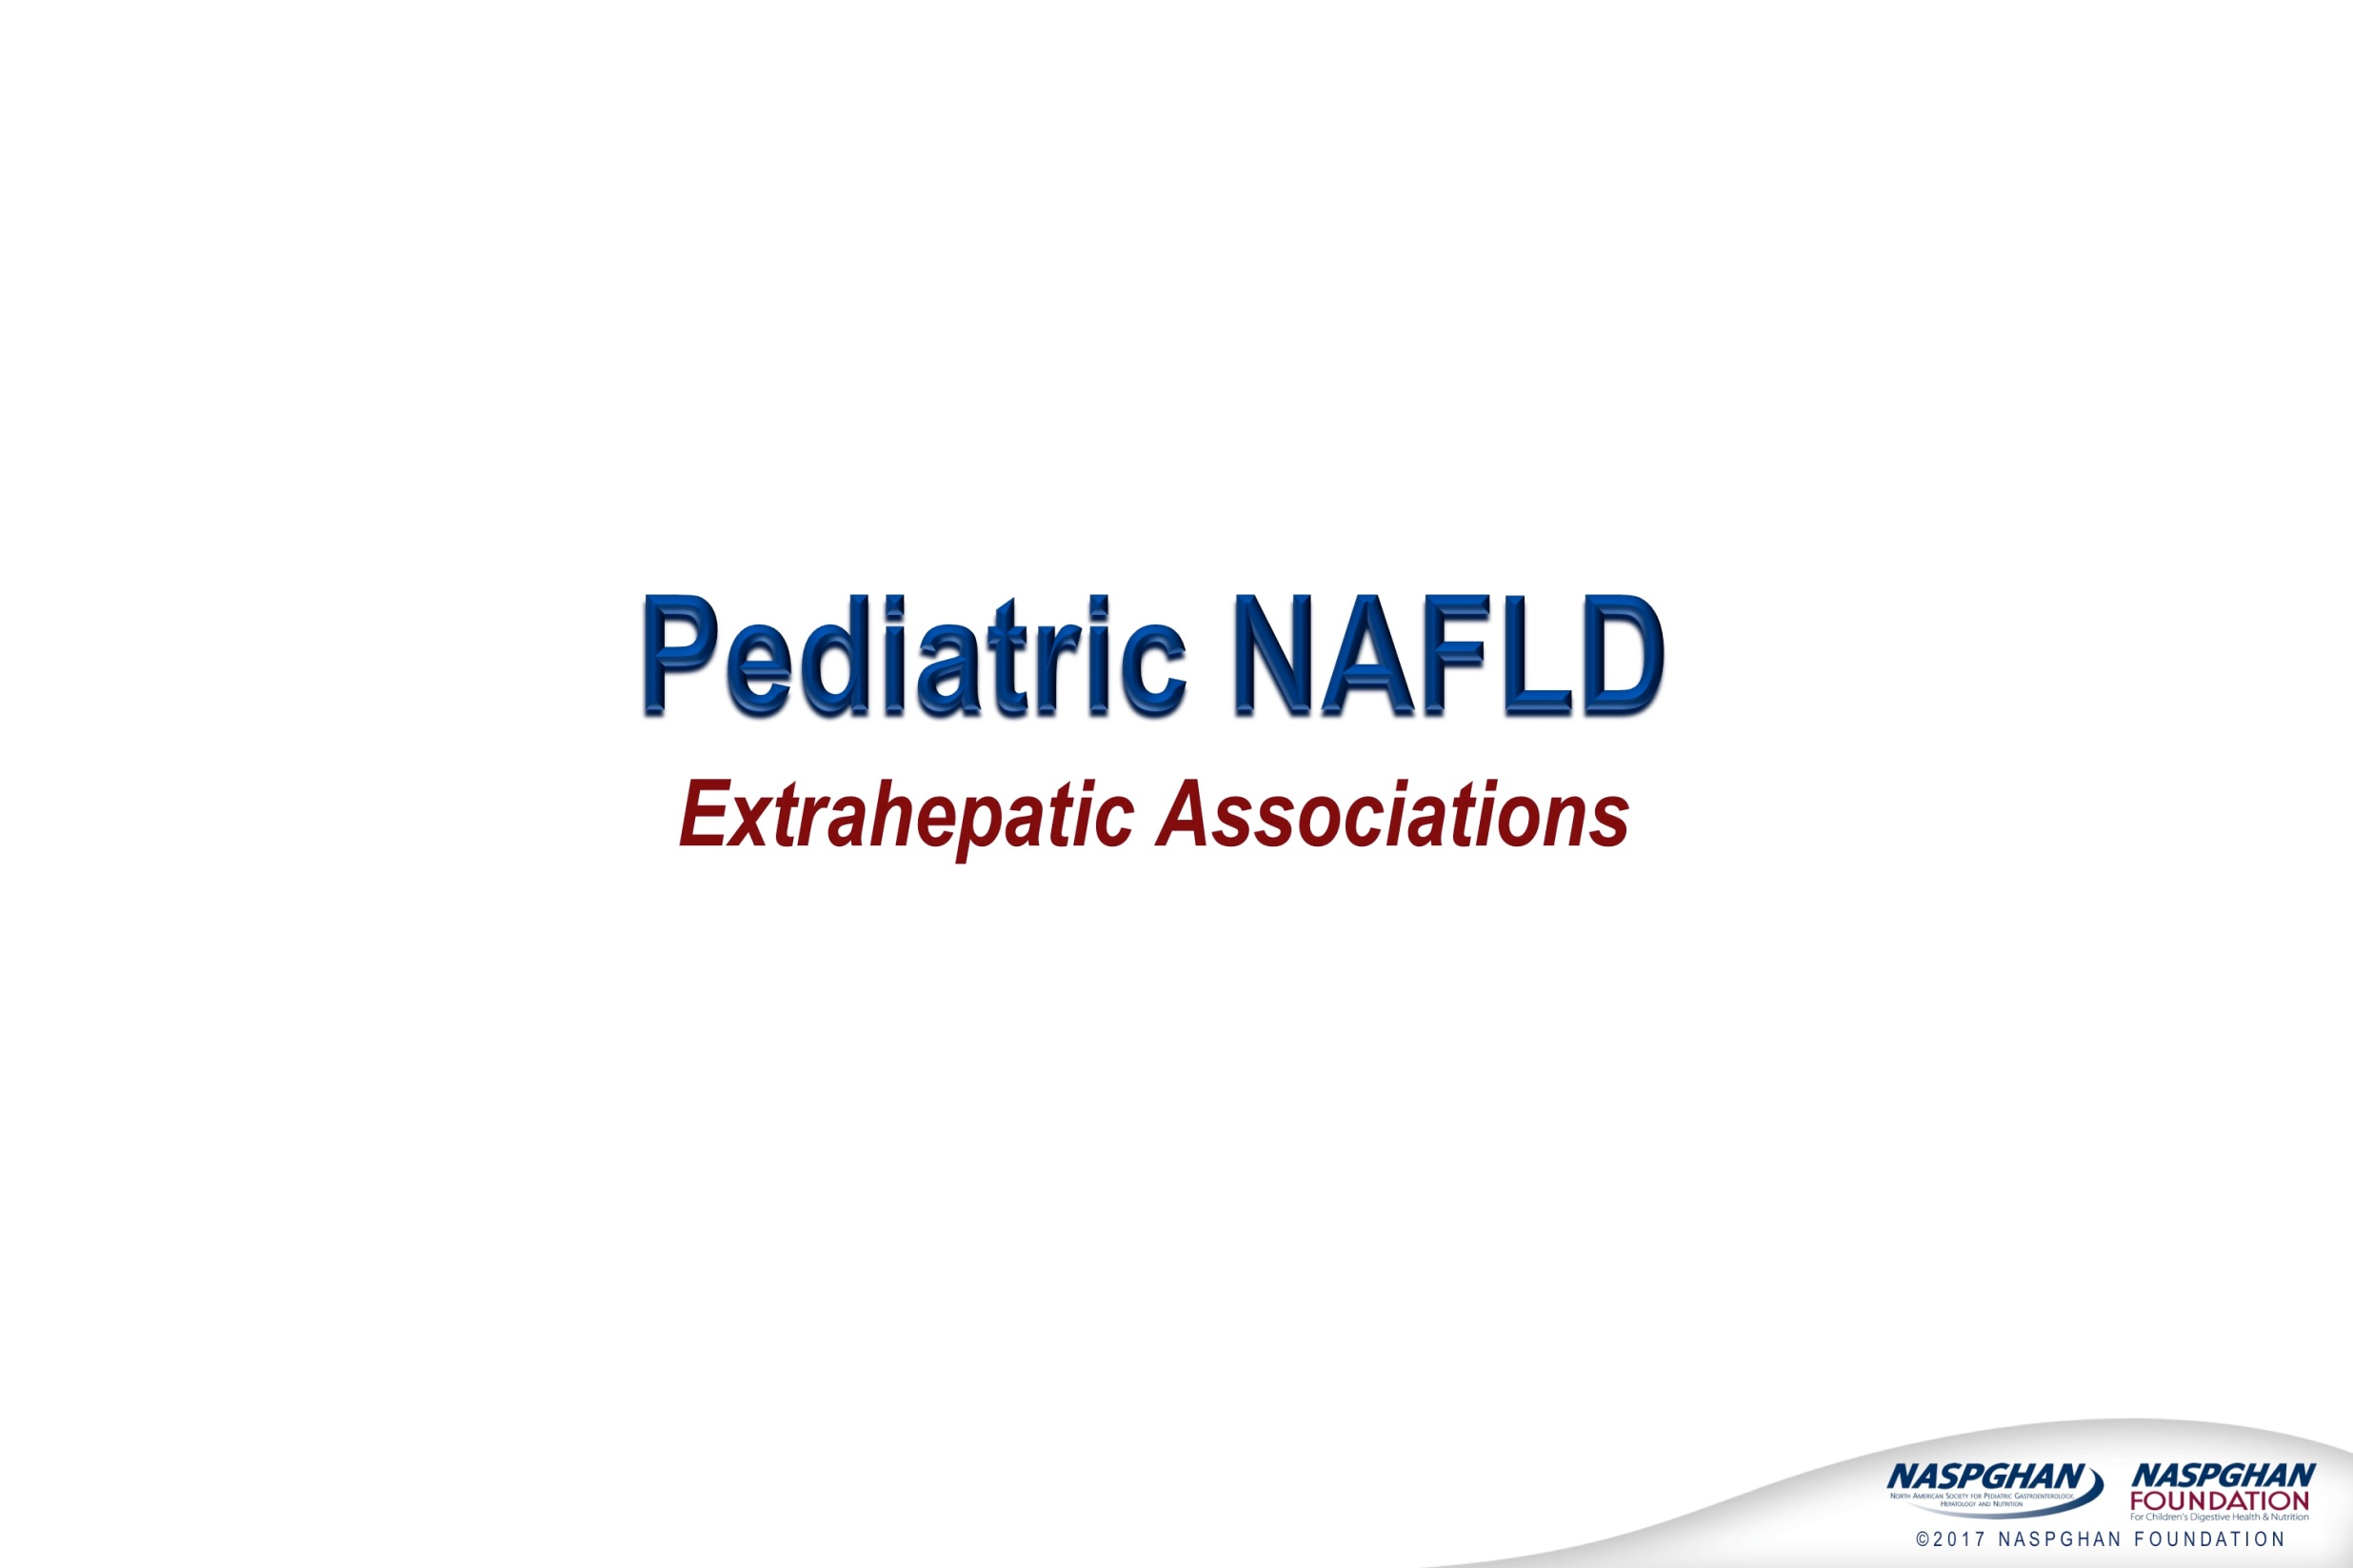 Pediatric NAFLD
Extrahepatic Associations
NASPGHAN
North American Society for Pediatric Gastroenterology,
Hepatology and Nutrition
NASPGHAN
FOUNDATION
For Children's Digestive Health & Nutrition
©2017 NASPGHAN FOUNDATION